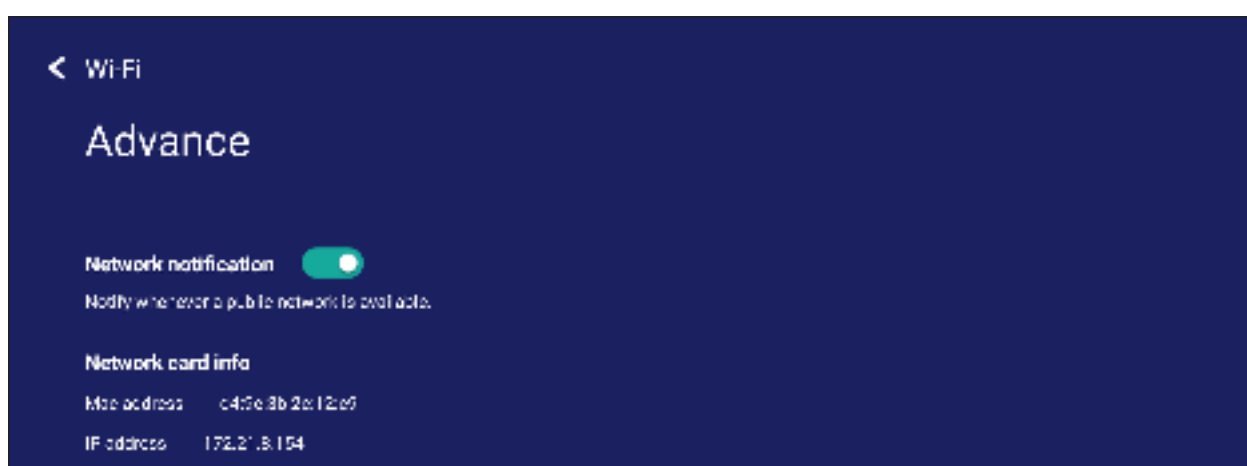 Wi-Fi
Advance
Network notification
Notify whenever a public network is available.
Network card info
Mac address
IP address 172.21.8.154